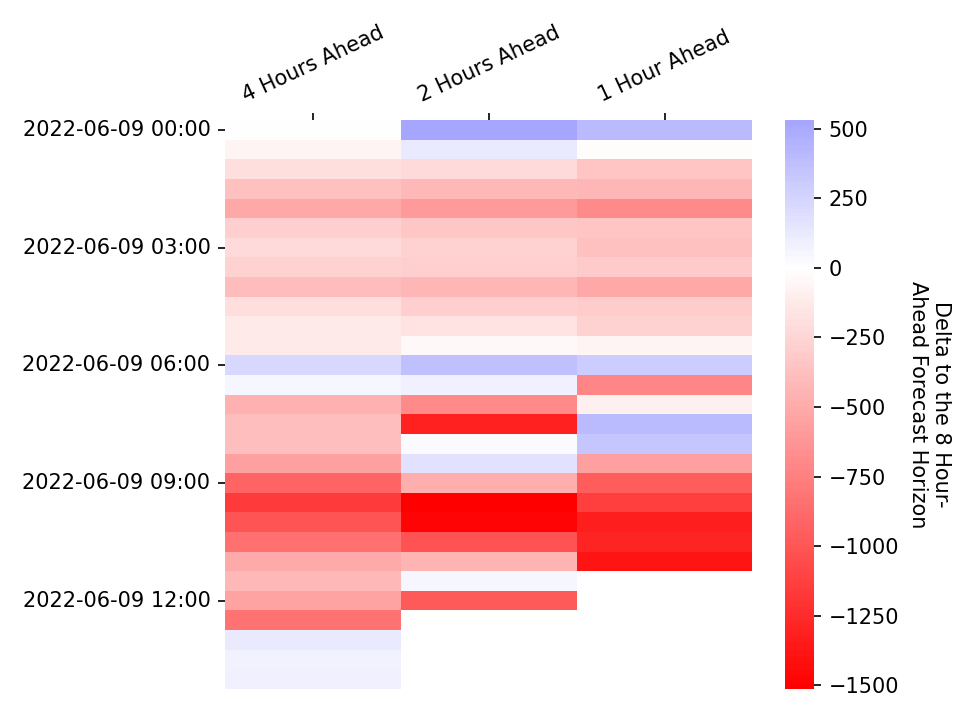 4 Hours Ahead
2 Hours Ahead
1 Hour Ahead
2022-06-09 00:00
2022-06-09 03:00
2022-06-09 06:00
2022-06-09 09:00
2022-06-09 12:00
500
250
0
−250
−500
−750
−1000
−1250
−1500
Delta to the 8 Hour-
Ahead Forecast Horizon